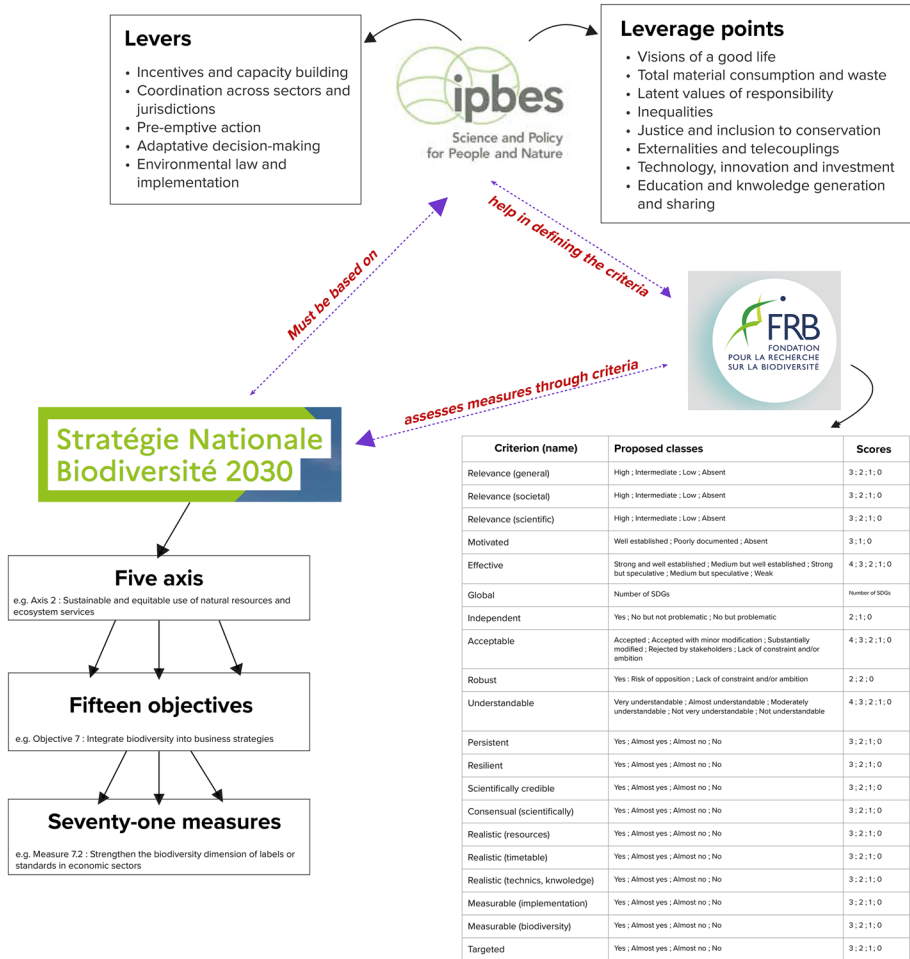 Levers
• Incentives and capacity building
• Coordination across sectors and
jurisdictions
• Pre-emptive action
• Adaptative decision-making
• Environmental law and
implementation
ipbes
Science and Policy
for People and Nature
Leverage points
• Visions of a good life
• Total material consumption and waste
• Latent values of responsibility
• Inequalities
• Justice and inclusion to conservation
• Externalities and telecouplings
• Technology, innovation and investment
• Education and knwoledge generation
and sharing
Must be based on
help in defining the criteria
assesses measures through criteria
FRB
FONDATION
POUR LA RECHERCHE
SUR LA BIODIVERSITÉ
Stratégie Nationale
Biodiversité 2030
Five axis
e.g. Axis 2 : Sustainable and equitable use of natural resources and
ecosystem services
Fifteen objectives
e.g. Objective 7 : Integrate biodiversity into business strategies
Seventy-one measures
e.g. Measure 7.2 : Strengthen the biodiversity dimension of labels or
standards in economic sectors
Criterion (name) Proposed classes Scores
Relevance (general) High ; Intermediate ; Low ; Absent 3 ; 2 ; 1 ; 0
Relevance (societal) High ; Intermediate ; Low ; Absent 3 ; 2 ; 1 ; 0
Relevance (scientific) High ; Intermediate ; Low ; Absent 3 ; 2 ; 1 ; 0
Motivated Well established ; Poorly documented ; Absent 3 ; 1 ; 0
Effective Strong and well established ; Medium but well established ; Strong 4 ; 3 ; 2 ; 1 ; 0
but speculative ; Medium but speculative ; Weak
Global Number of SDGs Number of SDGs
Independent Yes ; No but not problematic ; No but problematic 2 ; 1 ; 0
Acceptable Accepted ; Accepted with minor modification ; Substantially 4 ; 3 ; 2 ; 1 ; 0
modified ; Rejected by stakeholders ; Lack of constraint and/or
ambition
Robust Yes : Risk of opposition ; Lack of constraint and/or ambition 2 ; 2 ; 0
Understandable Very understandable ; Almost understandable ; Moderately 4 ; 3 ; 2 ; 1 ; 0
understandable ; Not very understandable ; Not understandable
Persistent Yes ; Almost yes ; Almost no ; No 3 ; 2 ; 1 ; 0
Resilient Yes ; Almost yes ; Almost no ; No 3 ; 2 ; 1 ; 0
Scientifically credible Yes ; Almost yes ; Almost no ; No 3 ; 2 ; 1 ; 0
Consensual (scientifically) Yes ; Almost yes ; Almost no ; No 3 ; 2 ; 1 ; 0
Realistic (resources) Yes ; Almost yes ; Almost no ; No 3 ; 2 ; 1 ; 0
Realistic (timetable) Yes ; Almost yes ; Almost no ; No 3 ; 2 ; 1 ; 0
Realistic (technics, knwoledge) Yes ; Almost yes ; Almost no ; No 3 ; 2 ; 1 ; 0
Measurable (implementation) Yes ; Almost yes ; Almost no ; No 3 ; 2 ; 1 ; 0
Measurable (biodiversity) Yes ; Almost yes ; Almost no ; No 3 ; 2 ; 1 ; 0
Targeted Yes ; Almost yes ; Almost no ; No 3 ; 2 ; 1 ; 0